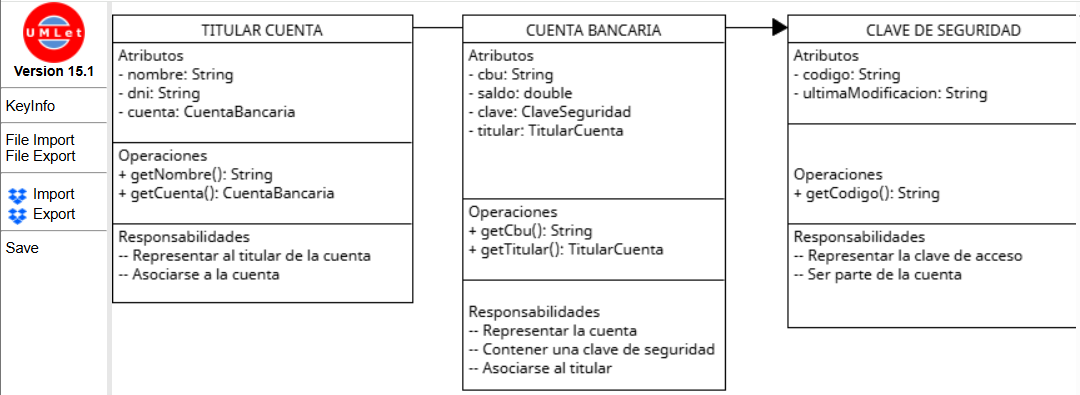 UMLet
Version 15.1
KeyInfo
File Import
File Export
Import
Export
Save
TITULAR CUENTA
Atributos
- nombre: String
- dni: String
- cuenta: CuentaBancaria
Operaciones
+ getNombre(): String
+ getCuenta(): CuentaBancaria
Responsabilidades
-- Representar al titular de la cuenta
-- Asociarse a la cuenta
CUENTA BANCARIA
Atributos
- cbu: String
- saldo: double
- clave: ClaveSeguridad
- titular: TitularCuenta
Operaciones
+ getCbu(): String
+ getTitular(): TitularCuenta
Responsabilidades
-- Representar la cuenta
-- Contener una clave de seguridad
-- Asociarse al titular
CLAVE DE SEGURIDAD
Atributos
- codigo: String
- ultimaModificacion: String
Operaciones
+ getCodigo(): String
Responsabilidades
-- Representar la clave de acceso
-- Ser parte de la cuenta